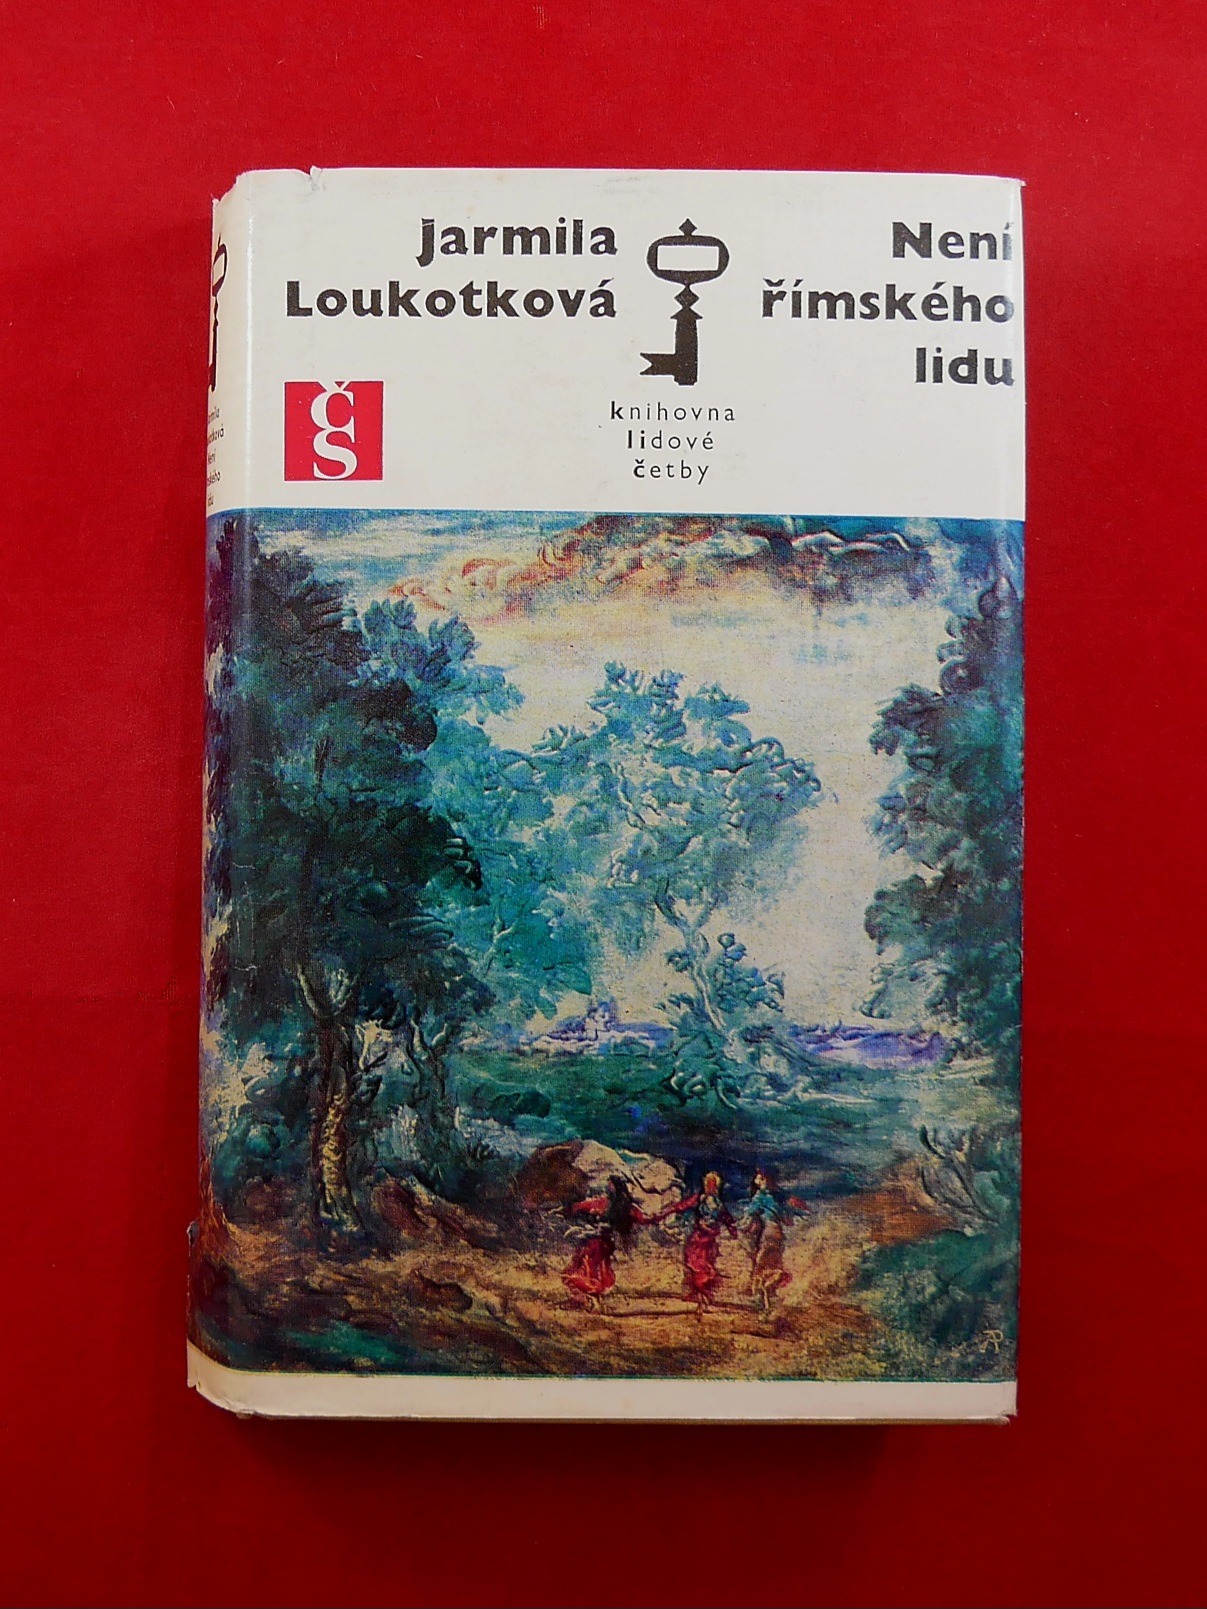 Jarmila
Loukotková
Není
římského
lidu
ČS
knihovna
lidové
četby